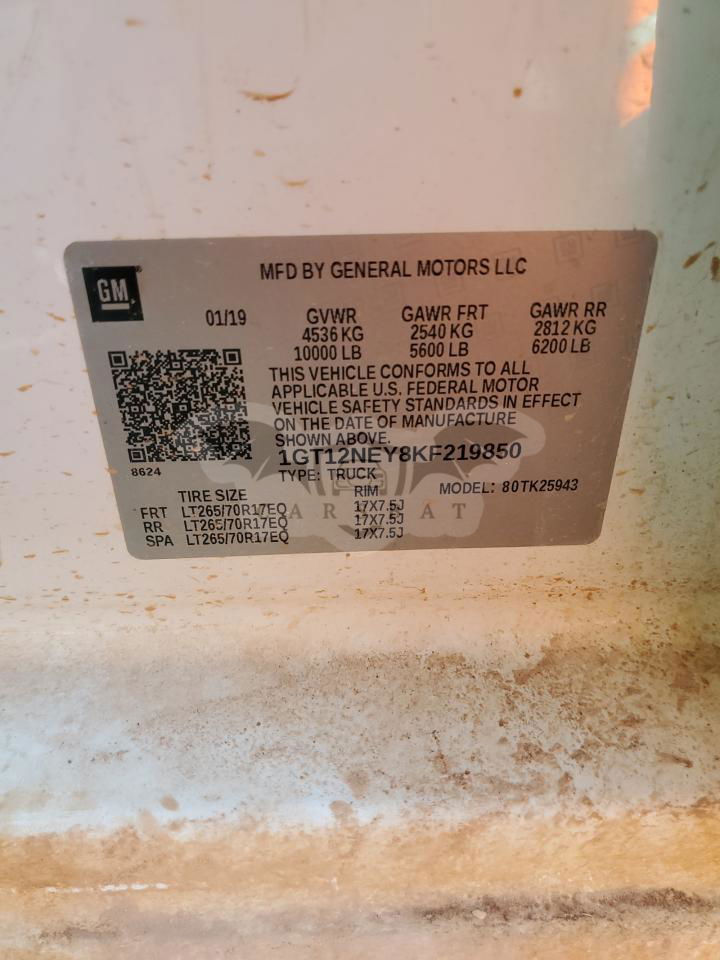 GM
MFD BY GENERAL MOTORS LLC
01/19
GVWR
4536 KG
10000 LB
GAWR FRT
2540 KG
5600 LB
GAWR RR
2812 KG
6200 LB
THIS VEHICLE CONFORMS TO ALL
APPLICABLE U.S. FEDERAL MOTOR
VEHICLE SAFETY STANDARDS IN EFFECT
ON THE DATE OF MANUFACTURE
SHOWN ABOVE.
8624
1GT12NEY8KF219850
TYPE: TRUCK
MODEL: 80TK25943
TIRE SIZE RIM
FRT LT265/70R17EQ 17X7.5J
RR LT265/70R17EQ 17X7.5J
SPA LT265/70R17EQ 17X7.5J